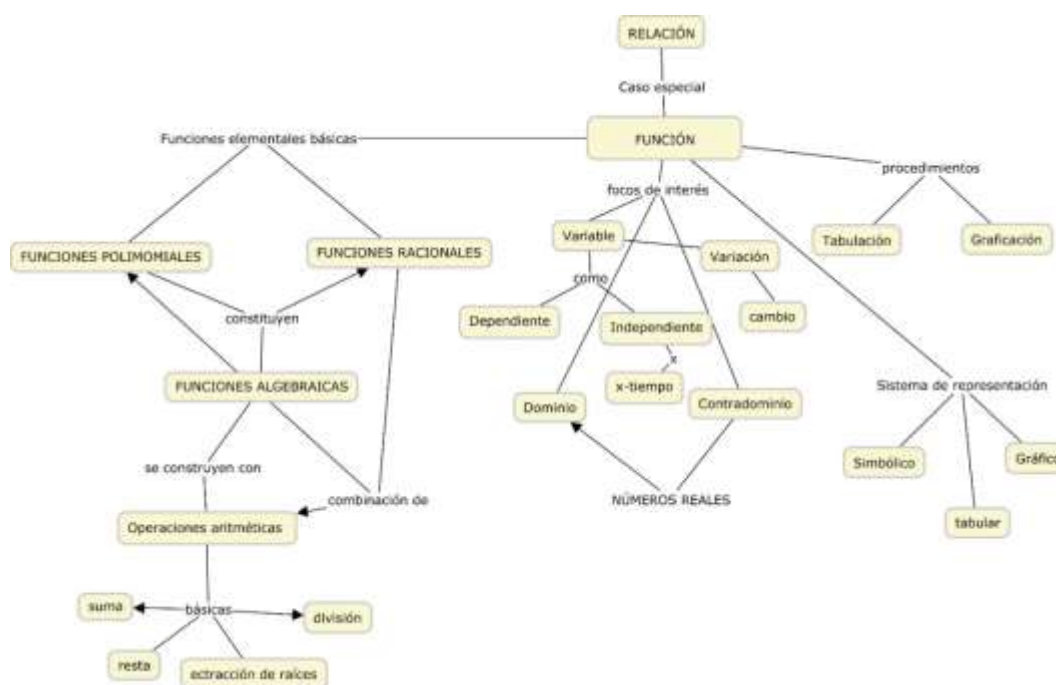 RELACIÓN
Caso especial
Funciones elementales básicas
FUNCIÓN
procedimientos
focos de interés
Variable
Tabulación
Graficación
FUNCIONES POLIMOMIALES
FUNCIONES RACIONALES
Variación
como
constituyen
Dependiente
Independiente
cambio
x
FUNCIONES ALGEBRAICAS
x-tiempo
Sistema de representación
Dominio
Contradominio
se construyen con
Simbólico
Gráfico
combinación de
NÚMEROS REALES
Operaciones aritméticas
tabular
suma
básicas
división
resta
ectracción de raíces